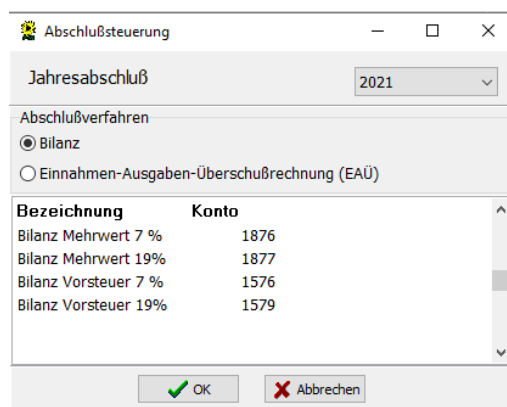 Abschlußsteuerung
Jahresabschluß 2021
Abschlußverfahren
Bilanz
Einnahmen-Ausgaben-Überschußrechnung (EAÜ)
Bezeichnung Konto
Bilanz Mehrwert 7 % 1876
Bilanz Mehrwert 19% 1877
Bilanz Vorsteuer 7 % 1576
Bilanz Vorsteuer 19% 1579
OK Abbrechen